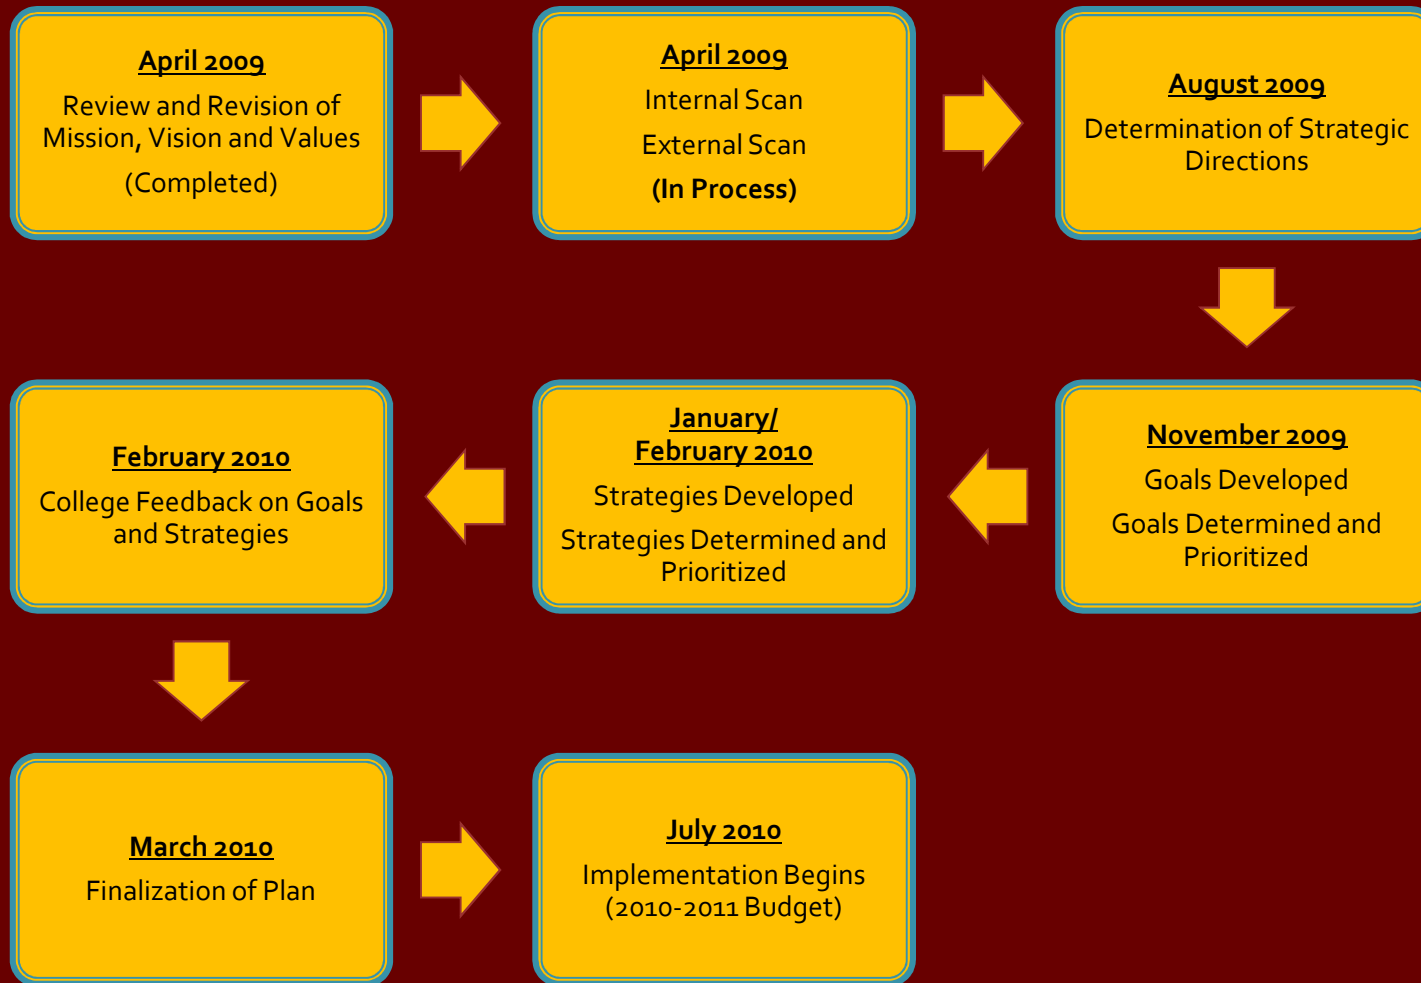 April 2009
Review and Revision of
Mission, Vision and Values
(Completed)
April 2009
Internal Scan
External Scan
(In Process)
August 2009
Determination of Strategic
Directions
November 2009
Goals Developed
Goals Determined and
Prioritized
January/
February 2010
Strategies Developed
Strategies Determined and
Prioritized
February 2010
College Feedback on Goals
and Strategies
March 2010
Finalization of Plan
July 2010
Implementation Begins
(2010-2011 Budget)